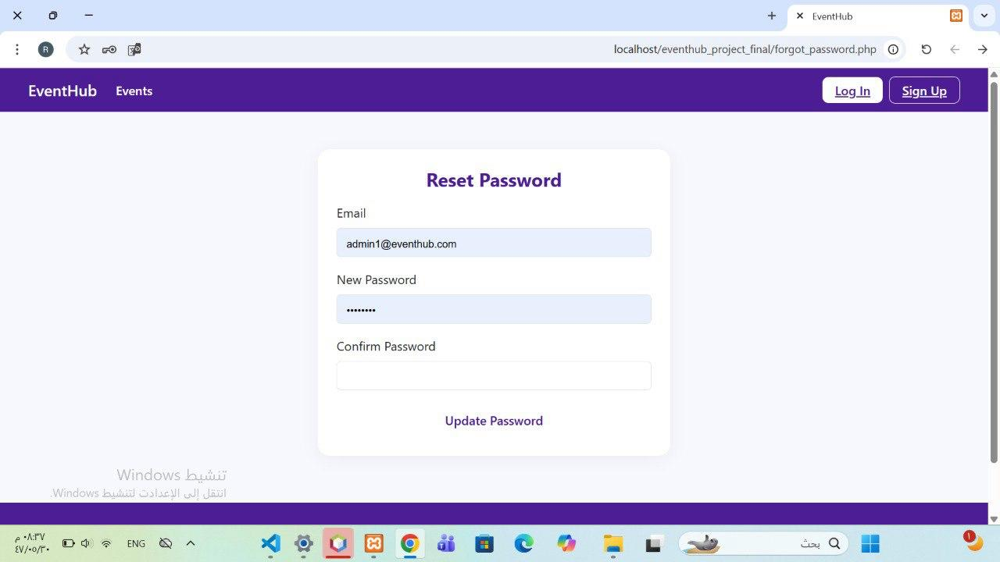 EventHub
localhost/eventhub_project_final/forgot_password.php
R
EventHub
Events
Log In
Sign Up
Reset Password
Email
admin1@eventhub.com
New Password
••••••••
Confirm Password
Update Password
تنشيط Windows
انتقل إلى الإعدادت لتنشيط Windows.
٠٨:٣٧ م
٤٧/٠٥/٣٠
ENG
بحث
1